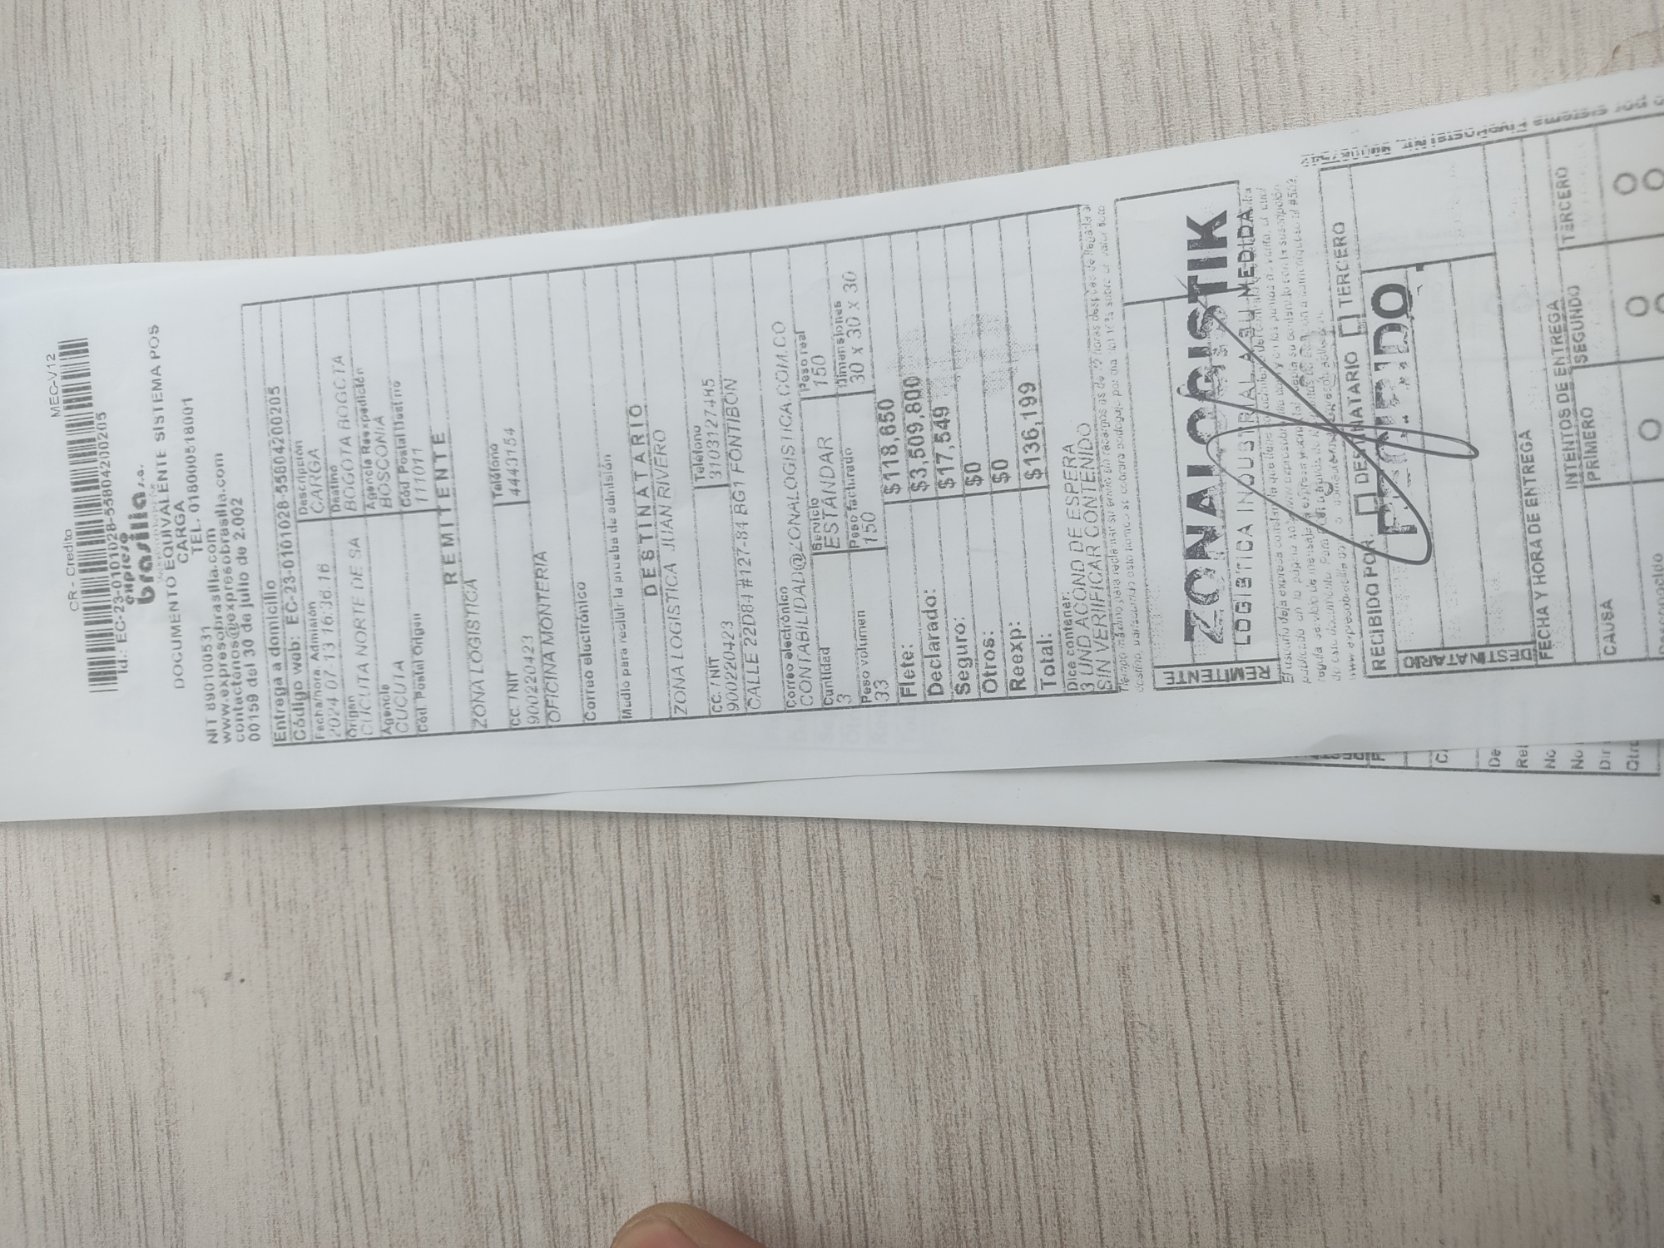 CR - Credito MEC-V12
Id.: EC-23-0101028-55804200205
expreso
brasilia s.a.
DOCUMENTO EQUIVALENTE SISTEMA POS
CARGA
TEL. 018000518001
NIT 890100531
www.expresobrasilia.com
contactenos@expresobrasilia.com
00159 del 30 de julio de 2.002
Entrega a domicilio
Código web: EC-23-0101028-55804200205
Fecha/hora Admision Descripción
2024 07 13 16:36:16 CARGA
Origen Destino
CUCUTA NORTE DE SA BOGOTA BOGOTA
Agencia Agencia Reexpedición
CUCUTA BOSCONIA
Cód. Postal Origen Cód Postal Destino
111011
REMITENTE
ZONA LOGISTICA
CC. / NIT Teléfono
900220423 4443154
OFICINA MONTERIA
Correo electrónico
Medio para recibir la prueba de admisión
DESTINATARIO
ZONA LOGISTICA JUAN RIVERO
CC. / NIT Teléfono
900220423 3103127485
CALLE 22D84 #127-84 BG1 FONTIBON
Correo electrónico
CONTABILIDAD@ZONALOGISTICA.COM.CO
Cantidad Servicio Peso real
3 ESTANDAR 150
Peso volumen Peso facturado Dimensiones
33 150 30 x 30 x 30
Flete: $118,650
Declarado: $3,509,800
Seguro: $17,549
Otros: $0
Reexp: $0
Total: $136,199
Dice contener:
3 UND ACOND DE ESPERA
SIN VERIIFICAR CONTENIDO
REMITENTE
ZONALOGISTIK
LOGISTICA INDUSTRIAL A SU MEDIDA
RECIBIDO POR: DESTINATARIO TERCERO
DESTINATARIO
FECHA Y HORA DE ENTREGA
INTENTOS DE ENTREGA
CAUSA PRIMERO SEGUNDO TERCERO